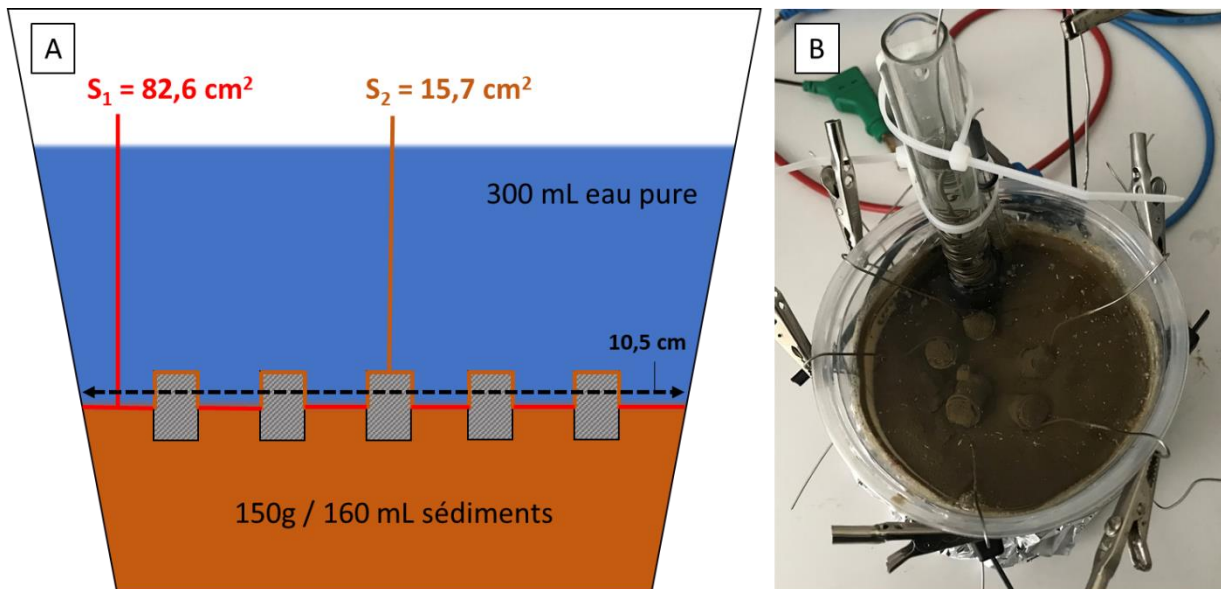 A
S₁ = 82,6 cm²
S₂ = 15,7 cm²
300 mL eau pure
10,5 cm
150g / 160 mL sédiments
B